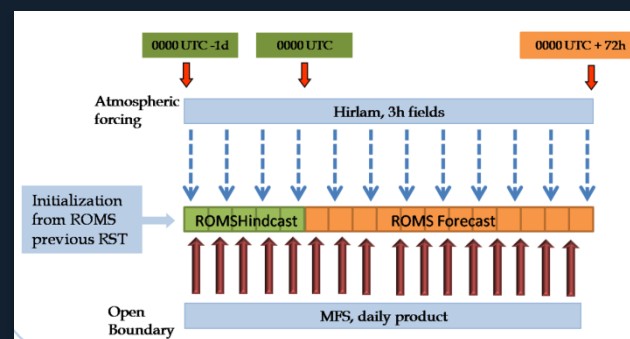 0000 UTC -1d
0000 UTC
0000 UTC + 72h
Atmospheric
forcing
Hirlam, 3h fields
Initialization
from ROMS
previous RST
ROMSHindcast
ROMS Forecast
Open
Boundary
MFS, daily product